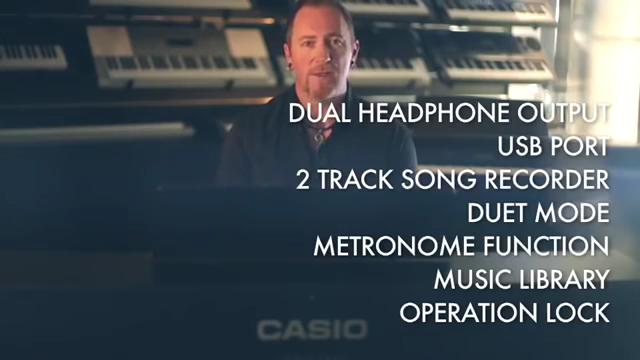 DUAL HEADPHONE OUTPUT
USB PORT
2 TRACK SONG RECORDER
DUET MODE
METRONOME FUNCTION
MUSIC LIBRARY
OPERATION LOCK
CASIO